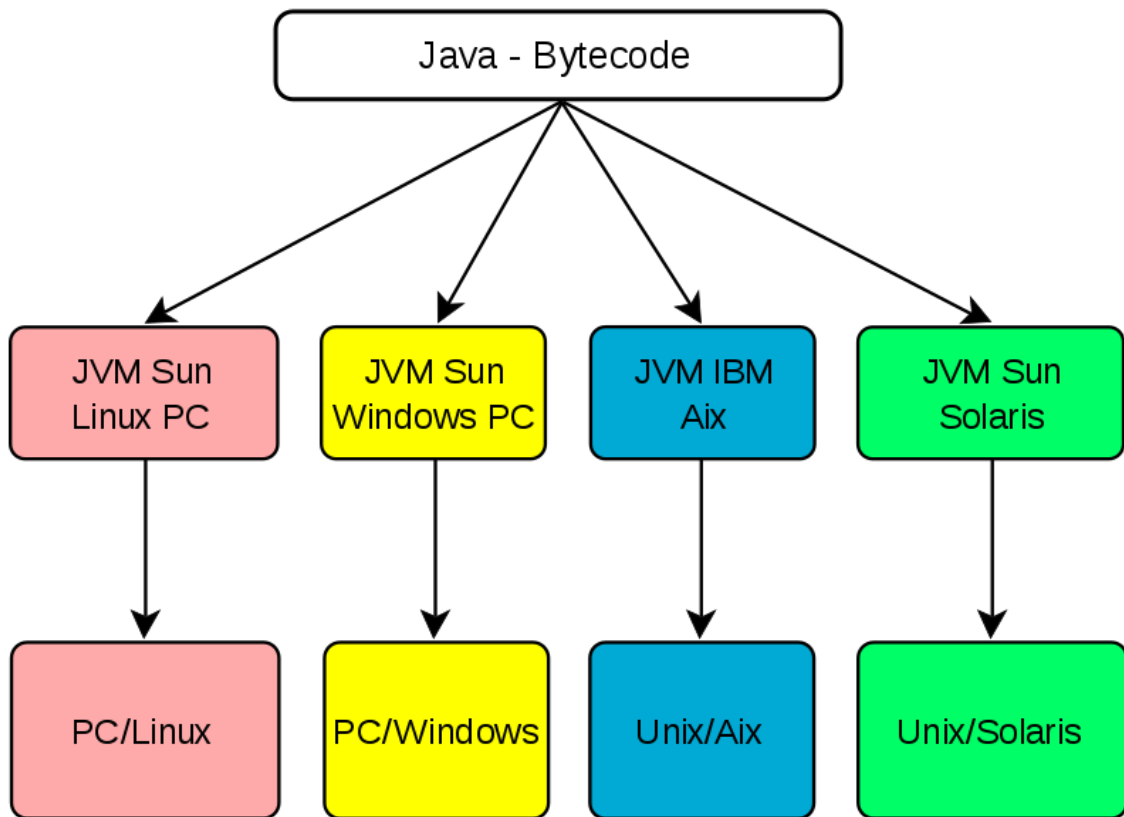 Java - Bytecode
JVM Sun
Linux PC
JVM Sun
Windows PC
JVM IBM
Aix
JVM Sun
Solaris
PC/Linux
PC/Windows
Unix/Aix
Unix/Solaris